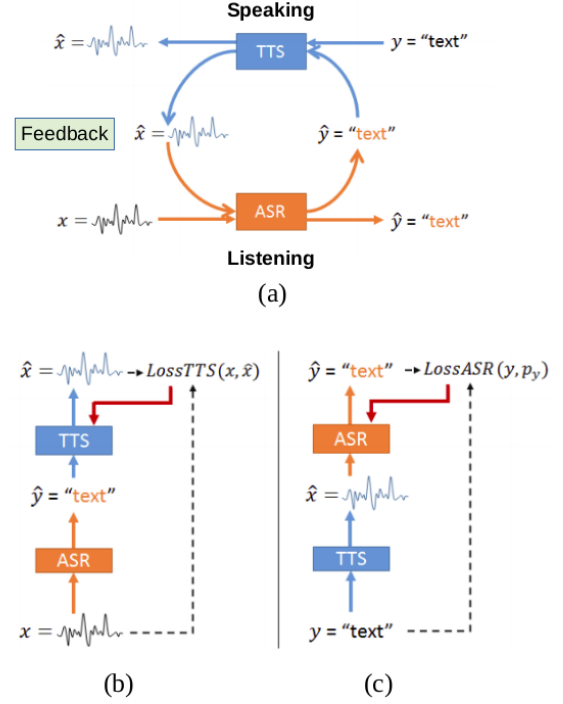 Speaking
x̂ =
TTS
y = "text"
Feedback
x̂ =
ŷ = "text"
x =
ASR
ŷ = "text"
Listening
(a)
x̂ = → LossTTS(x, x̂)
TTS
ŷ = "text"
ASR
x =
(b)
ŷ = "text" → LossASR(y, p_y)
ASR
x̂ =
TTS
y = "text"
(c)